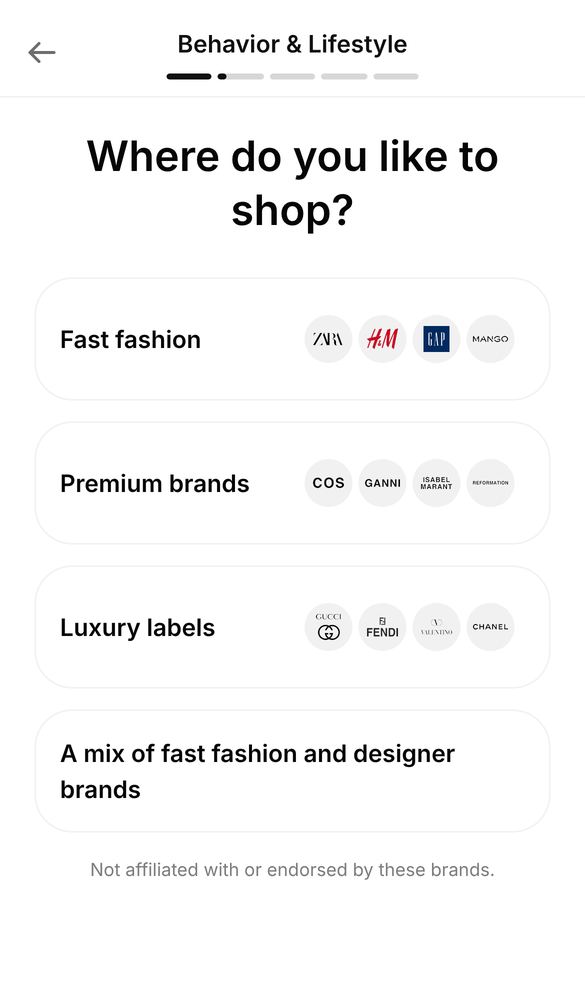 Behavior & Lifestyle
Where do you like to
shop?
Fast fashion
ZARA
H&M
GAP
MANGO
Premium brands
COS
GANNI
ISABEL
MARANT
REFORMATION
Luxury labels
GUCCI
FENDI
VALENTINO
CHANEL
A mix of fast fashion and designer
brands
Not affiliated with or endorsed by these brands.